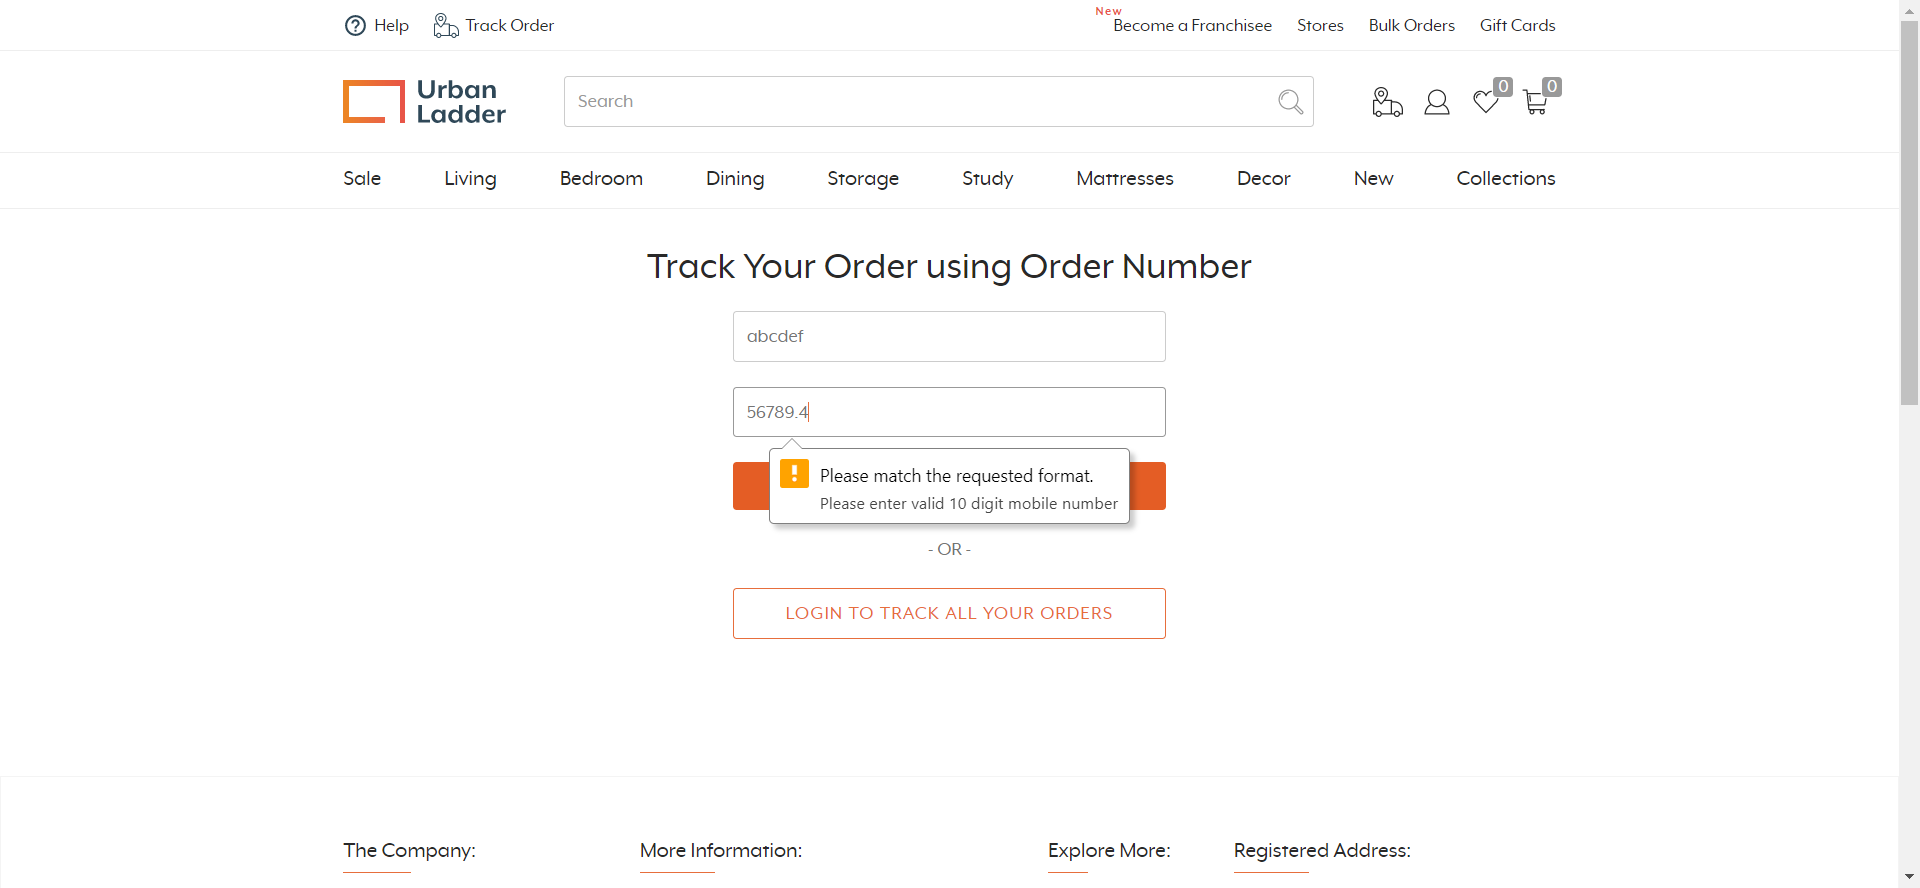 Help
Track Order
New
Become a Franchisee
Stores
Bulk Orders
Gift Cards
Urban
Ladder
Search
0
0
Sale
Living
Bedroom
Dining
Storage
Study
Mattresses
Decor
New
Collections
Track Your Order using Order Number
abcdef
56789.4
Please match the requested format.
Please enter valid 10 digit mobile number
- OR -
LOGIN TO TRACK ALL YOUR ORDERS
The Company:
More Information:
Explore More:
Registered Address: